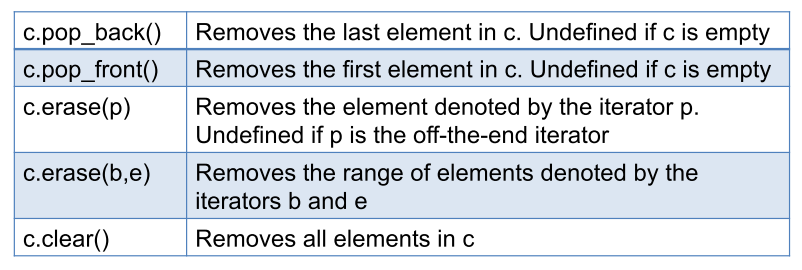 c.pop_back() Removes the last element in c. Undefined if c is empty
c.pop_front() Removes the first element in c. Undefined if c is empty
c.erase(p) Removes the element denoted by the iterator p.
Undefined if p is the off-the-end iterator
c.erase(b,e) Removes the range of elements denoted by the
iterators b and e
c.clear() Removes all elements in c